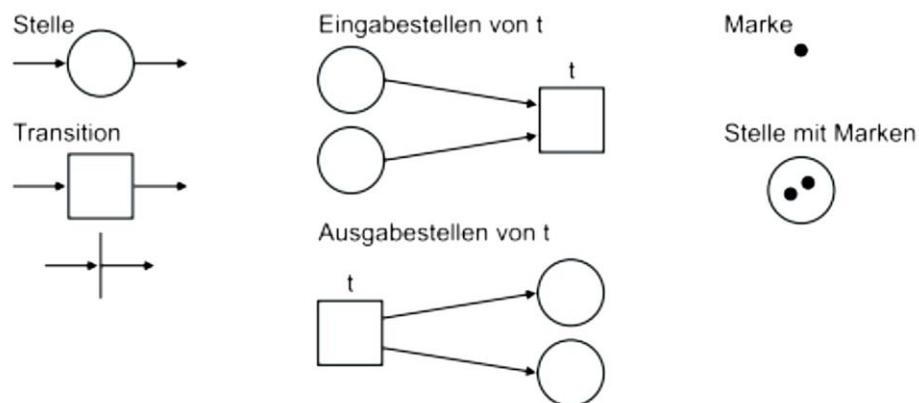 Stelle
Transition
Eingabestellen von t
t
Ausgabestellen von t
t
Marke
Stelle mit Marken